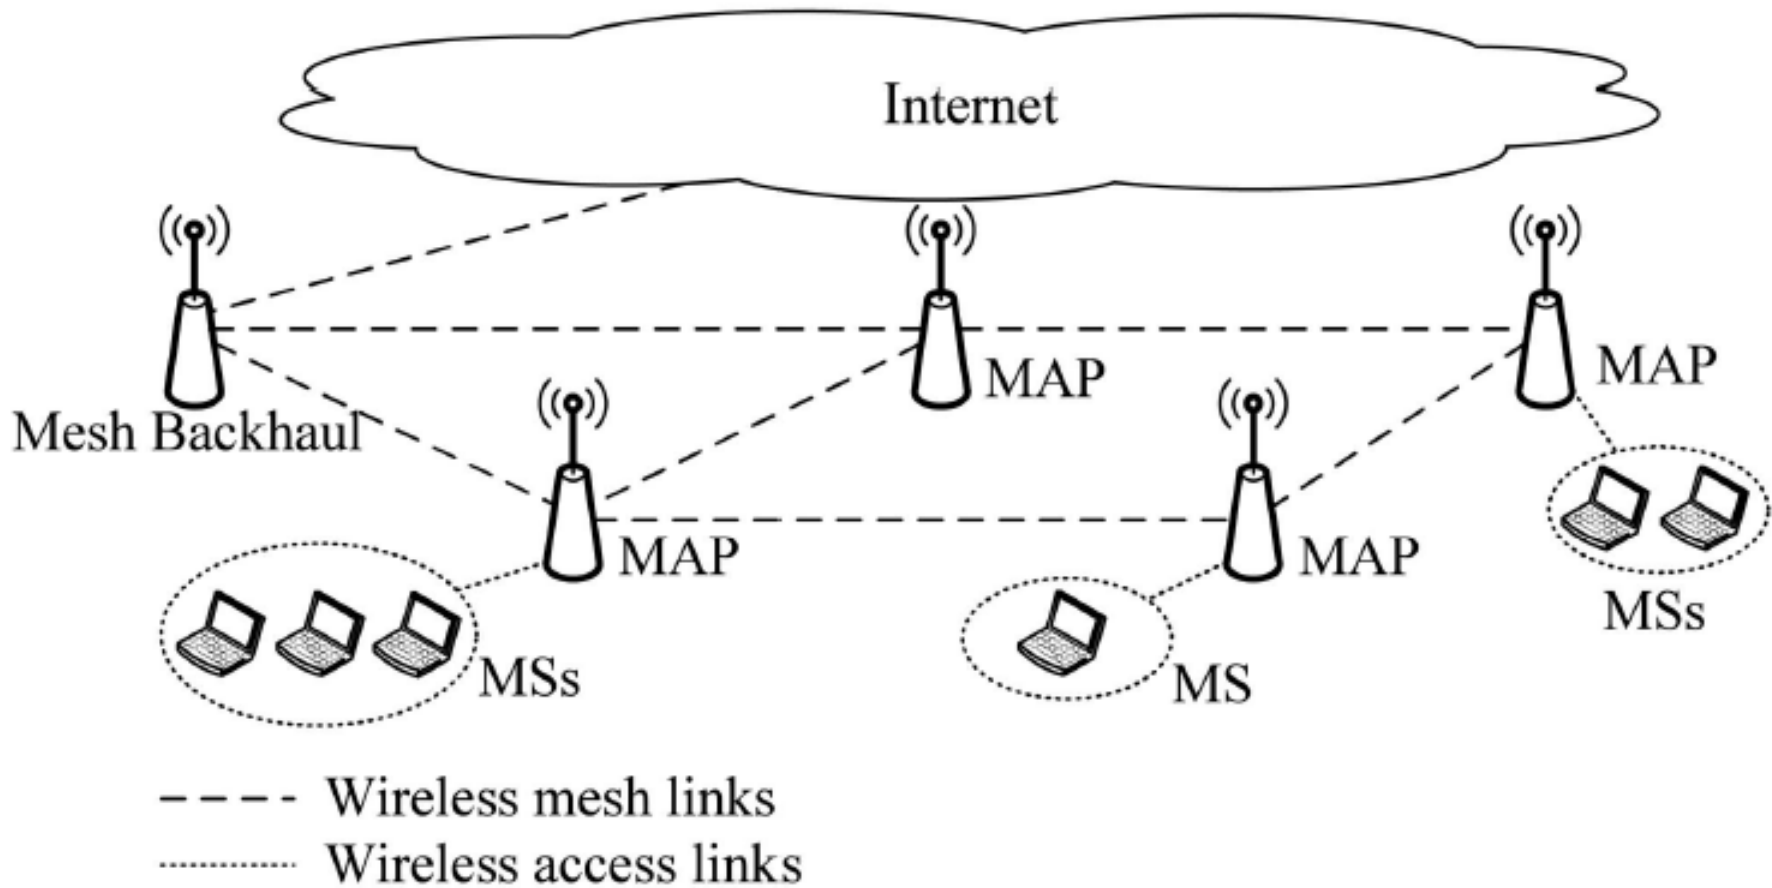 Internet
MAP
MAP
Mesh Backhaul
MAP
MAP
MSs
MSs
MS
Wireless mesh links
Wireless access links